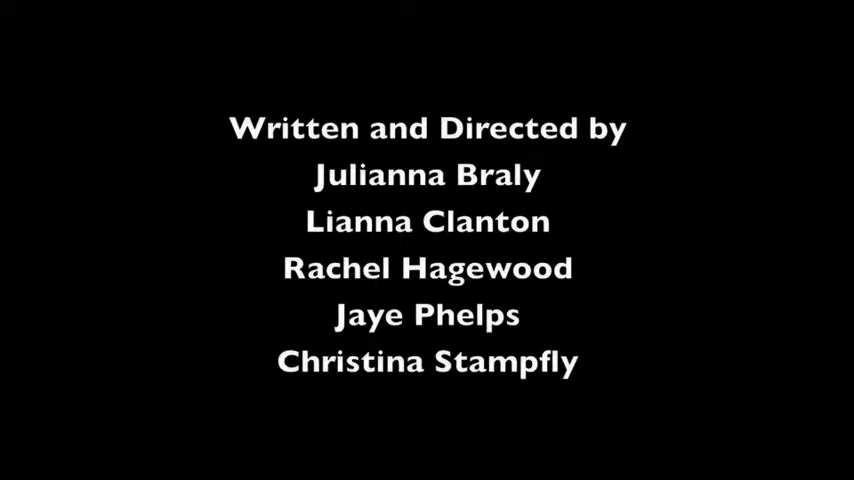 Written and Directed by
Julianna Braly
Lianna Clanton
Rachel Hagewood
Jaye Phelps
Christina Stampfly